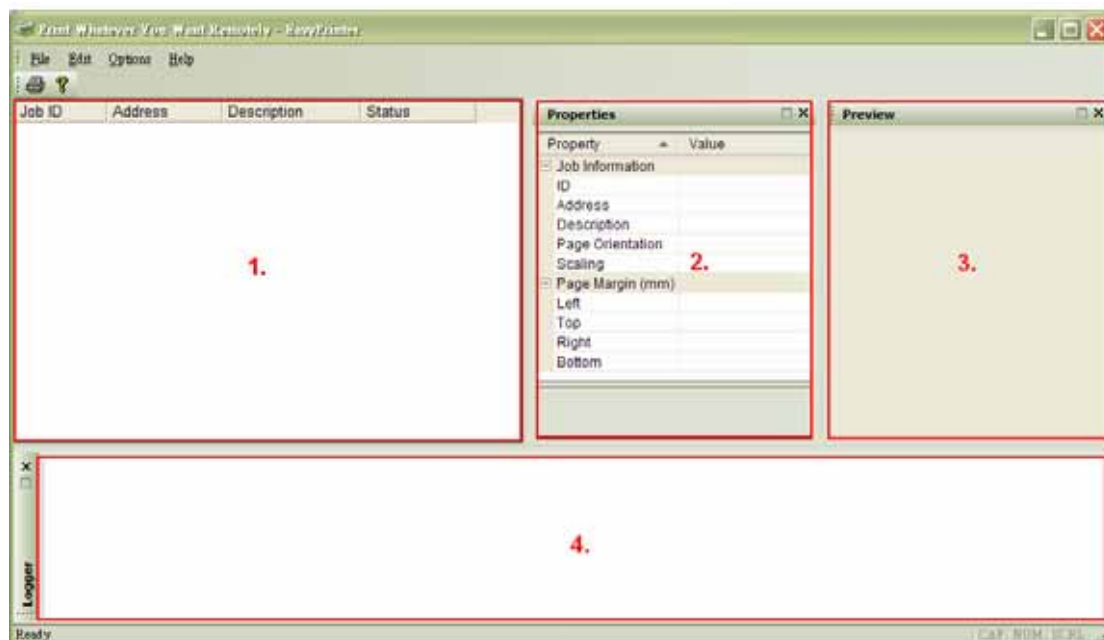 Print Whatever You Want Remotely - SavvyPrinter
File Edit Options Help
Job ID Address Description Status
1.
Properties
Property Value
Job Information
ID
Address
Description
Page Orientation
Scaling
2.
Page Margin (mm)
Left
Top
Right
Bottom
Preview
3.
Logger
4.
Ready
CAP NUM SCRL